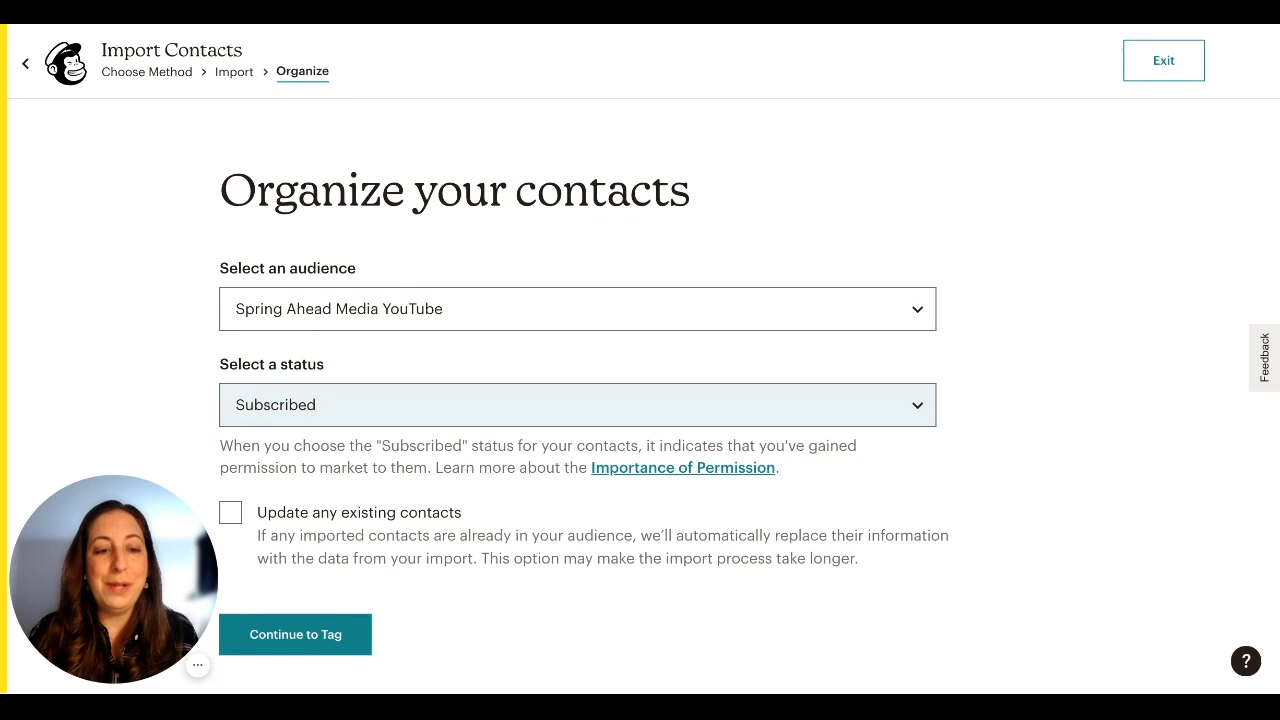 Import Contacts
Choose Method > Import > Organize
Exit
Organize your contacts
Select an audience
Spring Ahead Media YouTube
Select a status
Subscribed
When you choose the "Subscribed" status for your contacts, it indicates that you've gained
permission to market to them. Learn more about the Importance of Permission.
Update any existing contacts
If any imported contacts are already in your audience, we’ll automatically replace their information
with the data from your import. This option may make the import process take longer.
Continue to Tag
Feedback
?